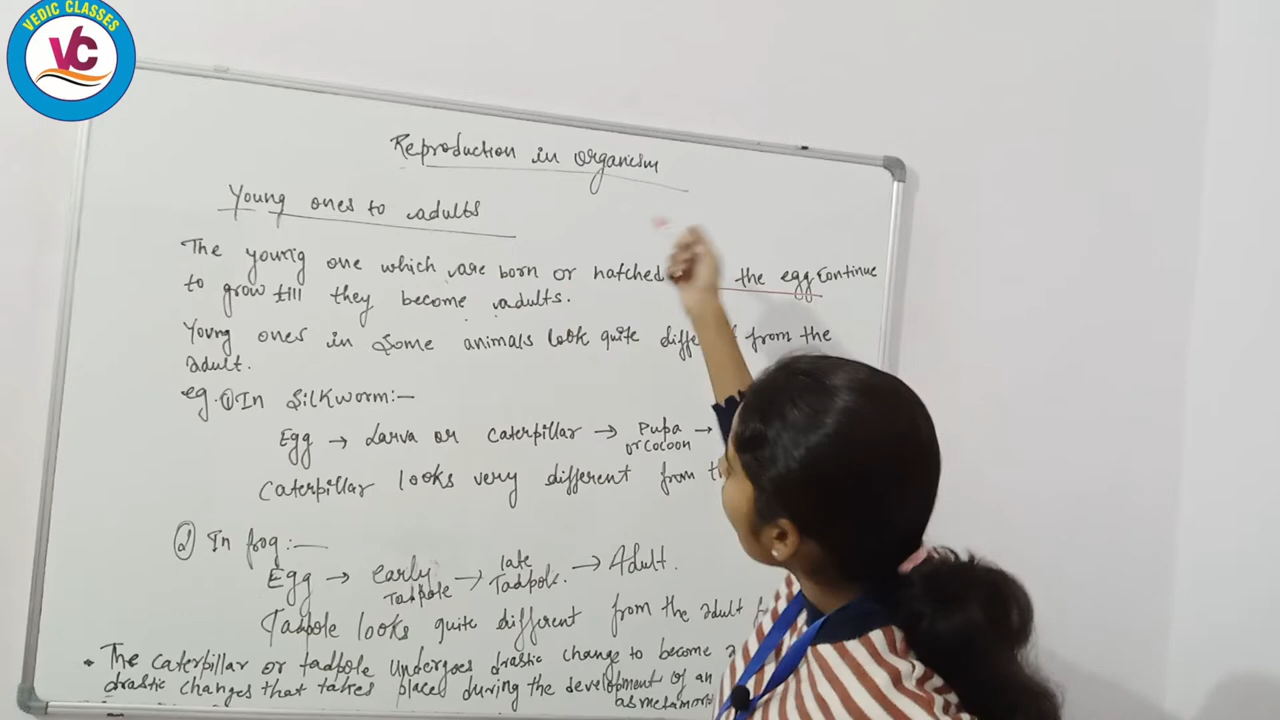 VEDIC CLASSES
VC
Reproduction in organism
Young ones to adults
The young one which are born or hatched the egg continue
to grow till they become adults.
Young ones in some animals look quite from the
adult.
eg. ① In Silkworm:-
Egg → Larva or caterpillar → Pupa →
or cocoon
Caterpillar looks very different from
② In frog:-
Egg → early Tadpole → late Tadpole. → Adult.
Tadpole looks quite different from the adult
• The caterpillar or tadpole undergoes drastic change to become
drastic changes that takes places during the development of an
as